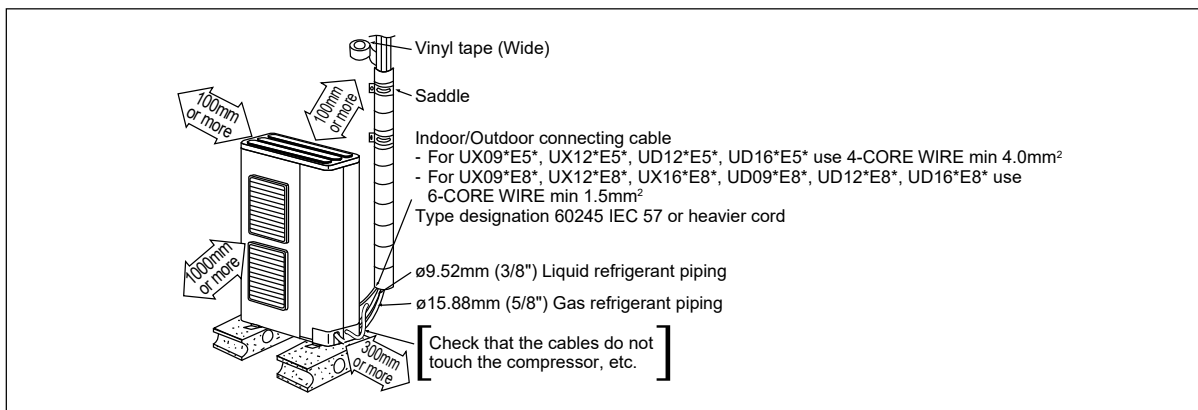 Vinyl tape (Wide)
100mm
or more
100mm
or more
Saddle
Indoor/Outdoor connecting cable
- For UX09*E5*, UX12*E5*, UD12*E5*, UD16*E5* use 4-CORE WIRE min 4.0mm²
- For UX09*E8*, UX12*E8*, UX16*E8*, UD09*E8*, UD12*E8*, UD16*E8* use
6-CORE WIRE min 1.5mm²
Type designation 60245 IEC 57 or heavier cord
1000mm
or more
ø9.52mm (3/8") Liquid refrigerant piping
ø15.88mm (5/8") Gas refrigerant piping
300mm
or more
Check that the cables do not
touch the compressor, etc.